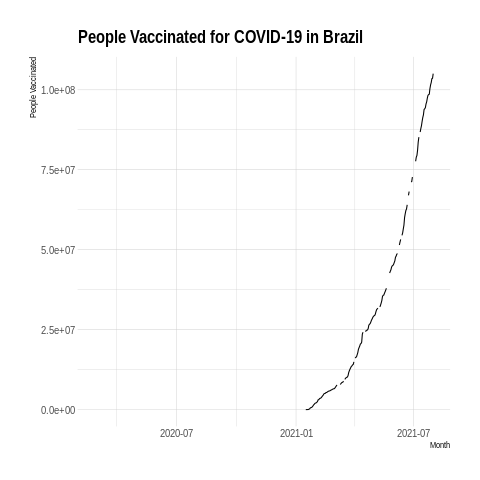 People Vaccinated for COVID-19 in Brazil
People Vaccinated
1.0e+08
7.5e+07
5.0e+07
2.5e+07
0.0e+00
2020-07 2021-01 2021-07
Month